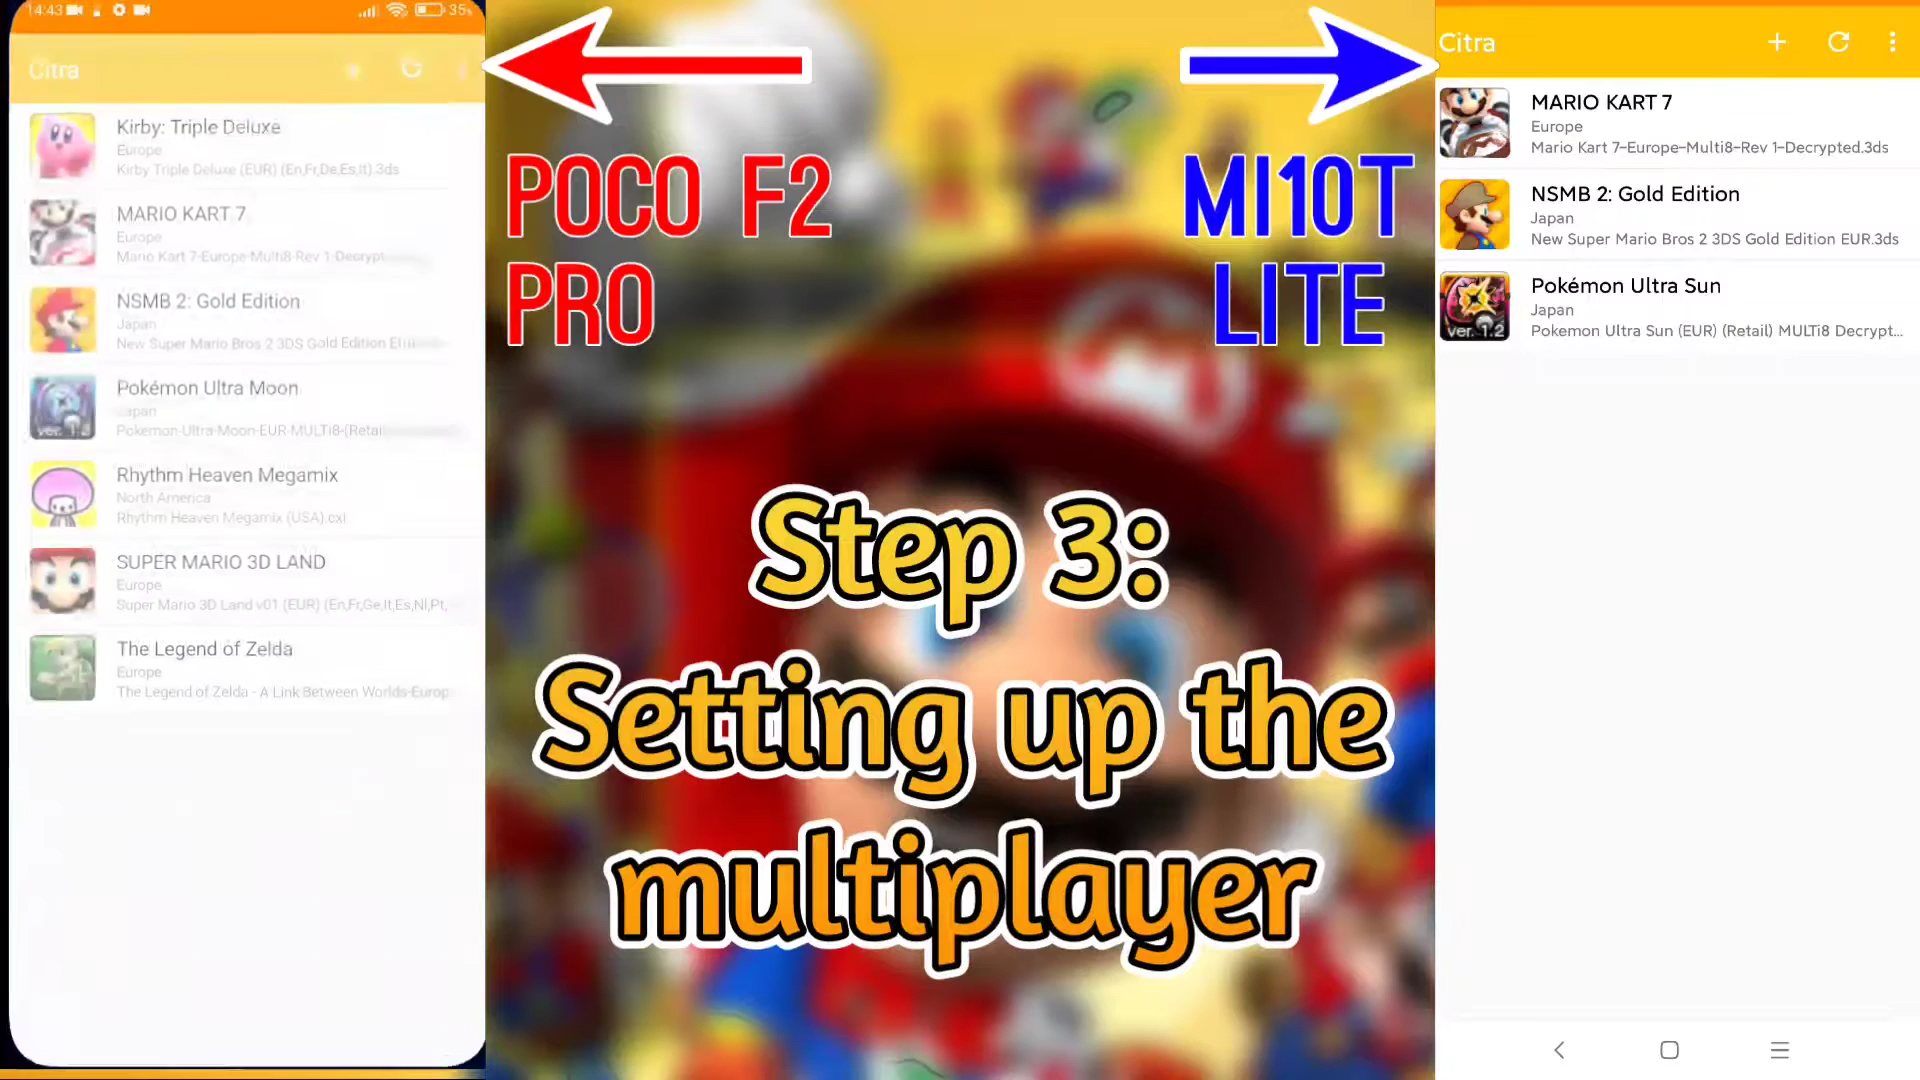 14:43
35%
Citra
Kirby: Triple Deluxe
Europe
Kirby Triple Deluxe (EUR) (En,Fr,De,Es,It).3ds
MARIO KART 7
Europe
Mario Kart 7-Europe-Multi8-Rev 1-Decrypt
NSMB 2: Gold Edition
Japan
New Super Mario Bros 2 3DS Gold Edition
Pokémon Ultra Moon
Japan
Pokemon-Ultra-Moon-EUR-MULTi8-(Retail
ver. 1.2
Rhythm Heaven Megamix
North America
Rhythm Heaven Megamix (USA).cxi
SUPER MARIO 3D LAND
Europe
Super Mario 3D Land v01 (EUR) (En,Fr,Ge,It,Es,Nl,Pt,
The Legend of Zelda
Europe
The Legend of Zelda - A Link Between Worlds-Europ
POCO F2
PRO
MI10T
LITE
Step 3:
Setting up the
multiplayer
Citra
MARIO KART 7
Europe
Mario Kart 7-Europe-Multi8-Rev 1-Decrypted.3ds
NSMB 2: Gold Edition
Japan
New Super Mario Bros 2 3DS Gold Edition EUR.3ds
Pokémon Ultra Sun
Japan
Pokemon Ultra Sun (EUR) (Retail) MULTi8 Decrypt...
ver. 1.2